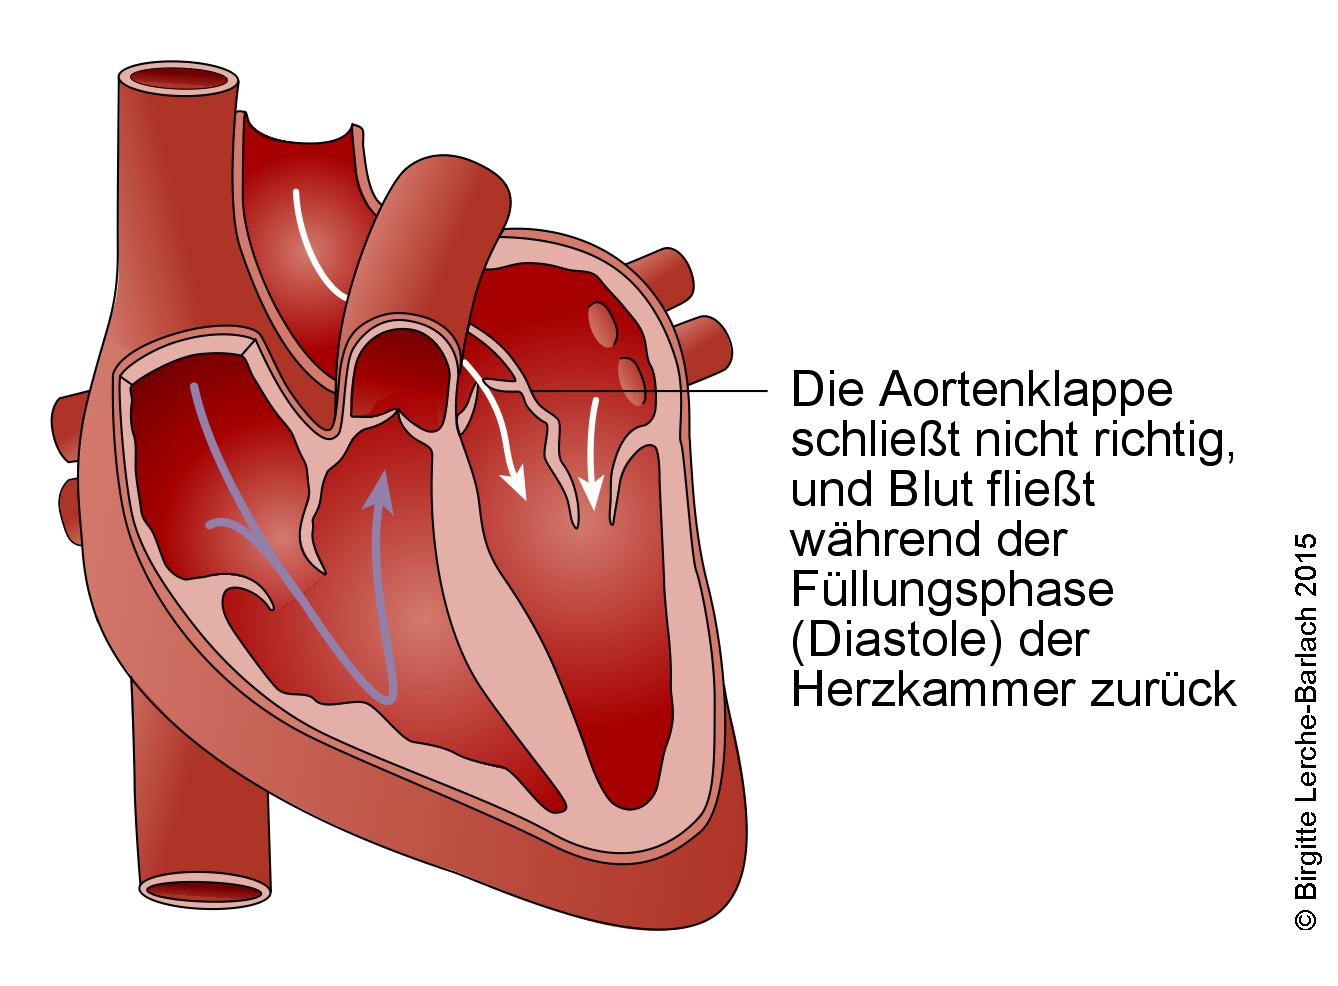 Die Aortenklappe
schließt nicht richtig,
und Blut fließt
während der
Füllungsphase
(Diastole) der
Herzkammer zurück
© Birgitte Lerche-Barlach 2015